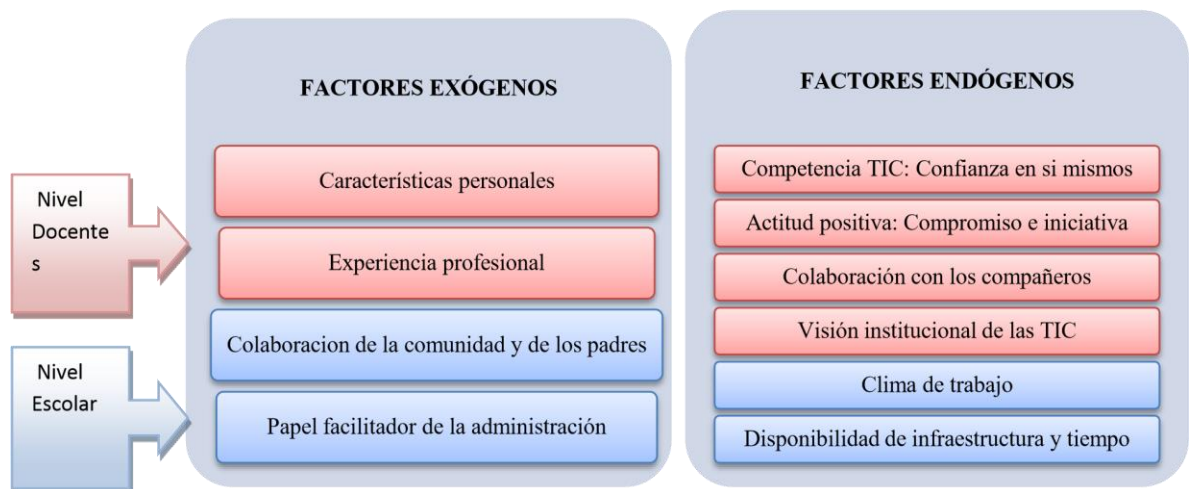 FACTORES EXÓGENOS
Características personales
Experiencia profesional
Colaboracion de la comunidad y de los padres
Papel facilitador de la administración
FACTORES ENDÓGENOS
Competencia TIC: Confianza en si mismos
Actitud positiva: Compromiso e iniciativa
Colaboración con los compañeros
Visión institucional de las TIC
Clima de trabajo
Disponibilidad de infraestructura y tiempo
Nivel
Docente
s
Nivel
Escolar